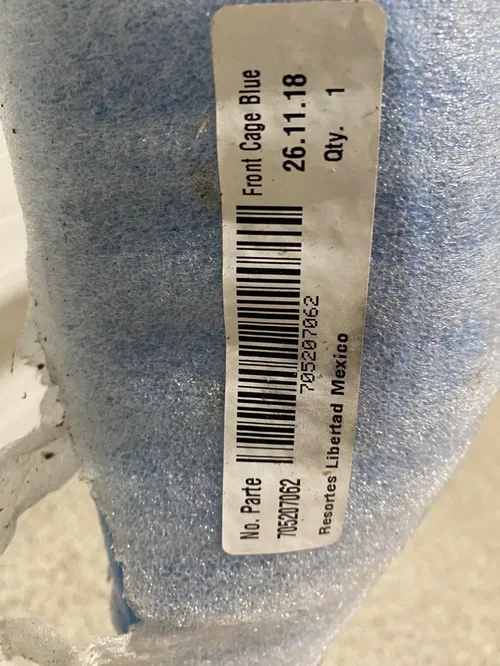 No. Parte
Front Cage Blue
705207062
26.11.18
705207062
Qty. 1
Resortes Libertad Mexico